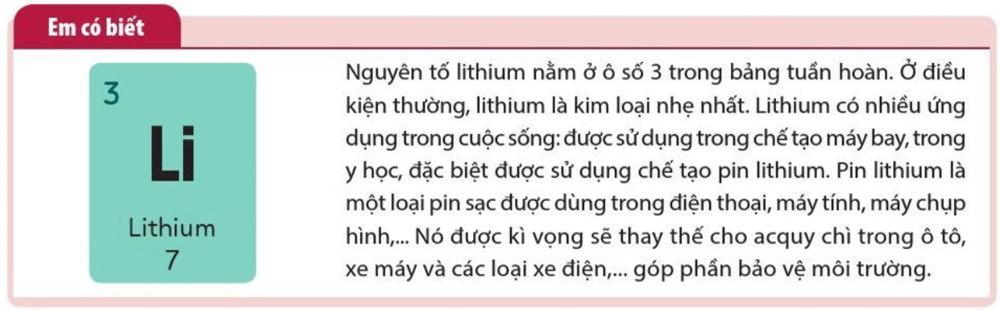 Em có biết
3
Li
Lithium
7
Nguyên tố lithium nằm ở ô số 3 trong bảng tuần hoàn. Ở điều
kiện thường, lithium là kim loại nhẹ nhất. Lithium có nhiều ứng
dụng trong cuộc sống: được sử dụng trong chế tạo máy bay, trong
y học, đặc biệt được sử dụng chế tạo pin lithium. Pin lithium là
một loại pin sạc được dùng trong điện thoại, máy tính, máy chụp
hình,... Nó được kì vọng sẽ thay thế cho acquy chì trong ô tô,
xe máy và các loại xe điện,... góp phần bảo vệ môi trường.